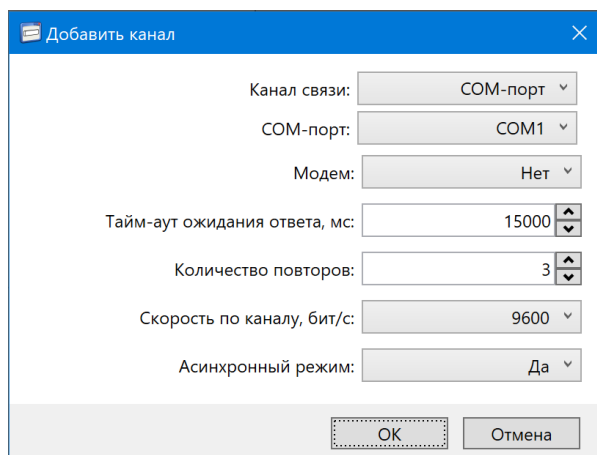 Добавить канал
Канал связи: COM-порт
COM-порт: COM1
Модем: Нет
Тайм-аут ожидания ответа, мс: 15000
Количество повторов: 3
Скорость по каналу, бит/с: 9600
Асинхронный режим: Да
OK Отмена